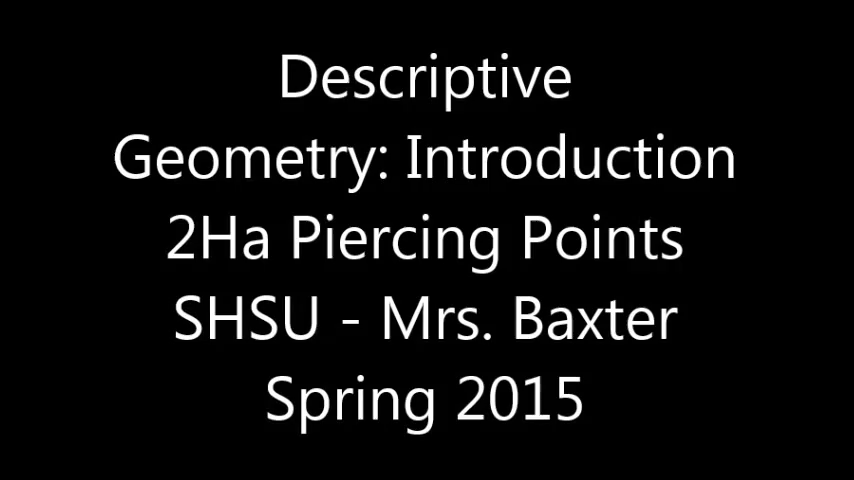 Descriptive
Geometry: Introduction
2Ha Piercing Points
SHSU - Mrs. Baxter
Spring 2015